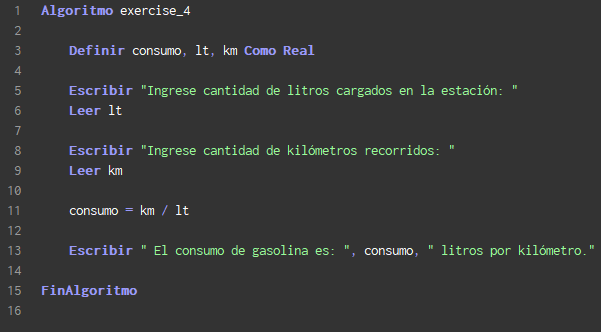 1 Algoritmo exercise_4
2
3 Definir consumo, lt, km Como Real
4
5 Escribir "Ingrese cantidad de litros cargados en la estación: "
6 Leer lt
7
8 Escribir "Ingrese cantidad de kilómetros recorridos: "
9 Leer km
10
11 consumo = km / lt
12
13 Escribir " El consumo de gasolina es: ", consumo, " litros por kilómetro."
14
15 FinAlgoritmo
16